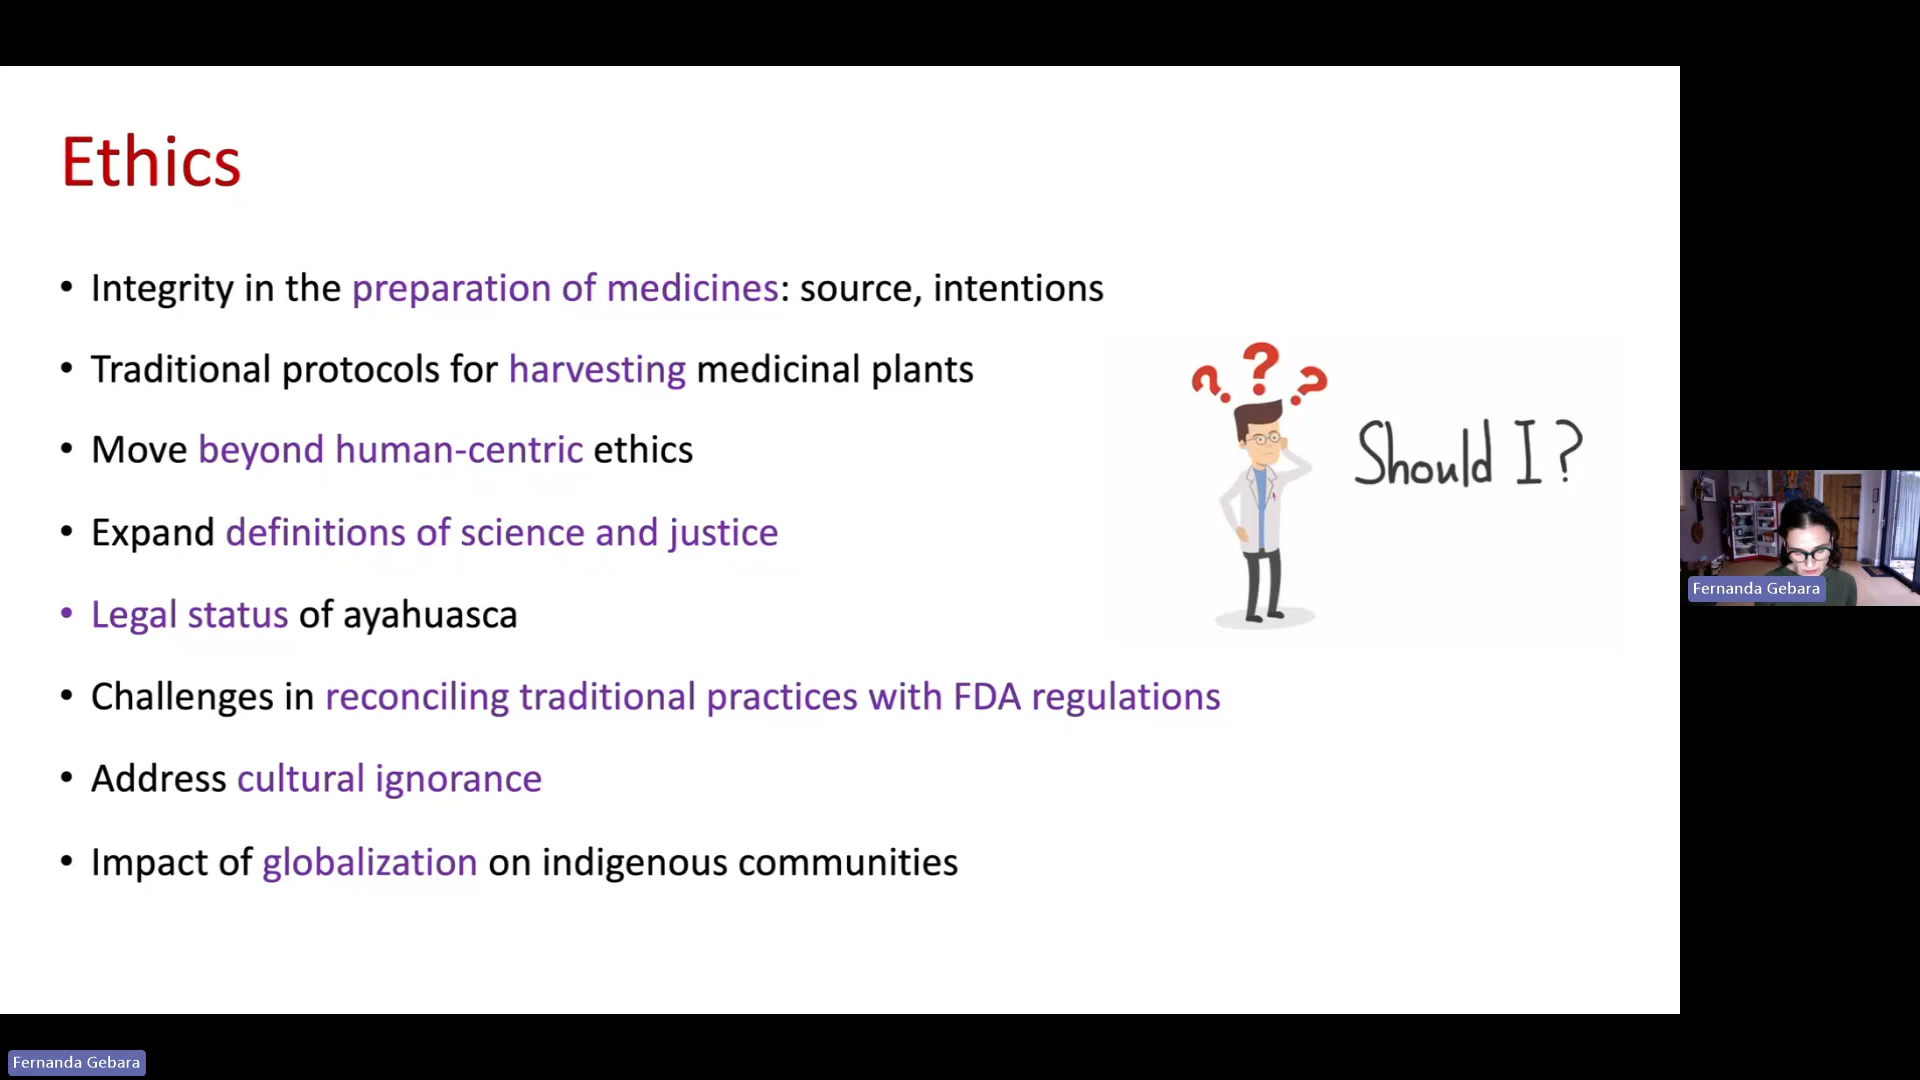 Ethics
• Integrity in the preparation of medicines: source, intentions
• Traditional protocols for harvesting medicinal plants
• Move beyond human-centric ethics
• Expand definitions of science and justice
• Legal status of ayahuasca
• Challenges in reconciling traditional practices with FDA regulations
• Address cultural ignorance
• Impact of globalization on indigenous communities
? ? ?
Should I ?
Fernanda Gebara
Fernanda Gebara